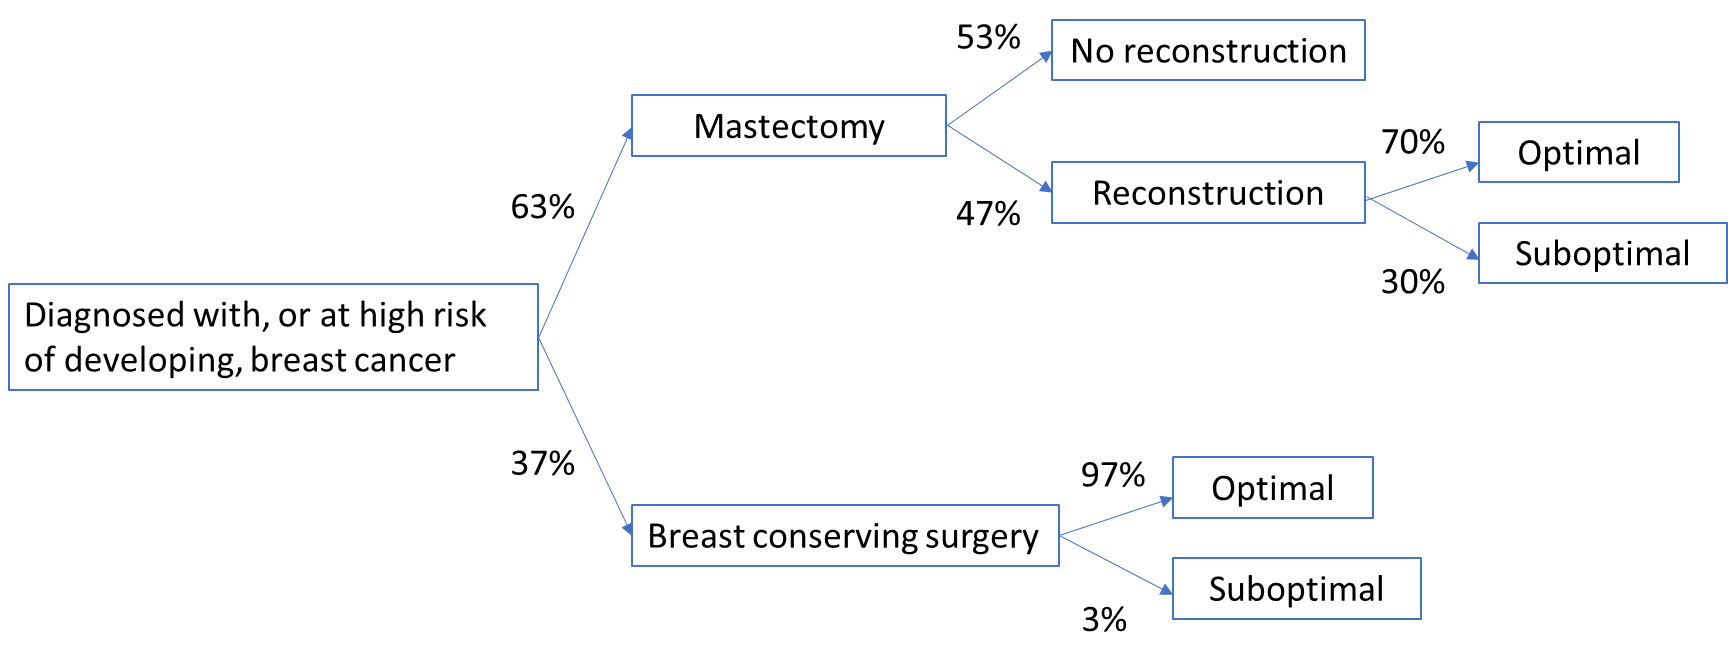 53%
No reconstruction
Mastectomy
70%
Optimal
63%
47%
Reconstruction
Suboptimal
30%
Diagnosed with, or at high risk
of developing, breast cancer
37%
97%
Optimal
Breast conserving surgery
Suboptimal
3%